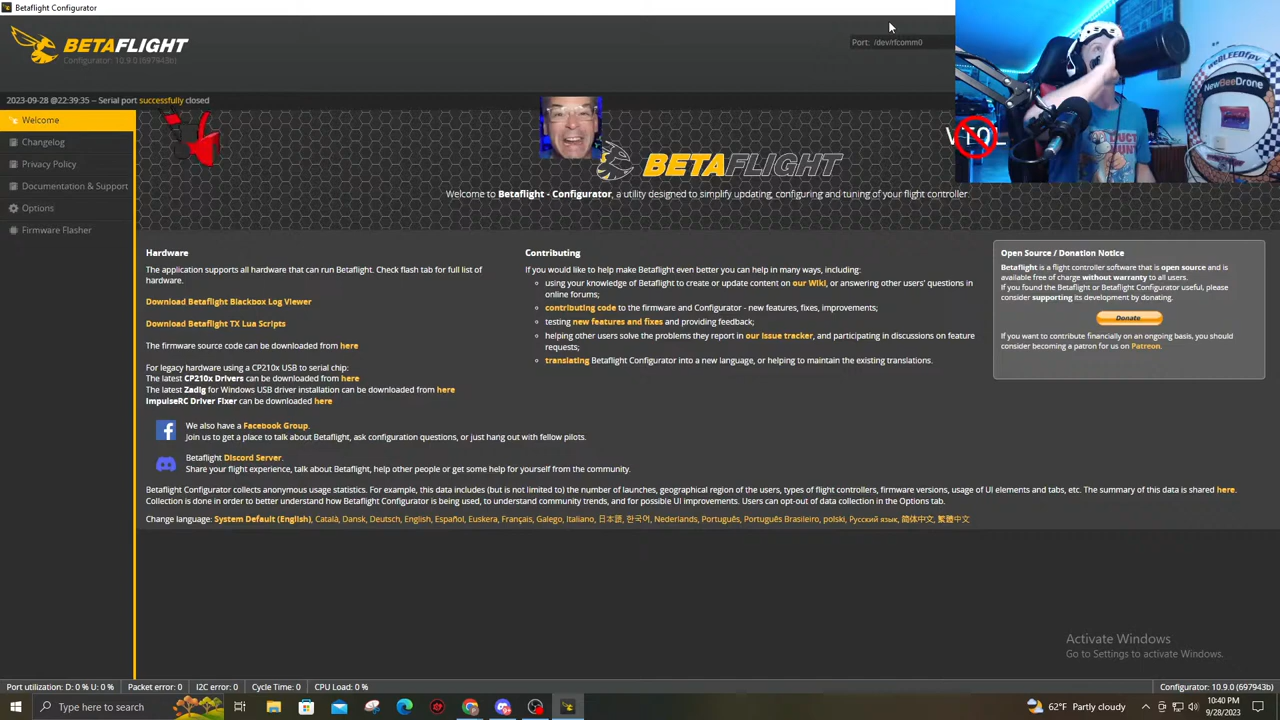 Betaflight Configurator
BETAFLIGHT
Configurator: 10.9.0 (697943b)
Port: /dev/rfcomm0
2023-09-28 @22:39:35 -- Serial port successfully closed
Welcome
Changelog
Privacy Policy
Documentation & Support
Options
Firmware Flasher
BETAFLIGHT
Welcome to Betaflight - Configurator, a utility designed to simplify updating, configuring and tuning of your flight controller.
NewBeeDrone
Hardware
The application supports all hardware that can run Betaflight. Check flash tab for full list of
hardware.
Download Betaflight Blackbox Log Viewer
Download Betaflight TX Lua Scripts
The firmware source code can be downloaded from here
For legacy hardware using a CP210x USB to serial chip:
The latest CP210x Drivers can be downloaded from here
The latest Zadig for Windows USB driver installation can be downloaded from here
ImpulseRC Driver Fixer can be downloaded here
Contributing
If you would like to help make Betaflight even better you can help in many ways, including:
using your knowledge of Betaflight to create or update content on our Wiki, or answering other users' questions in
online forums;
contributing code to the firmware and Configurator - new features, fixes, improvements;
testing new features and fixes and providing feedback;
helping other users solve the problems they report in our issue tracker, and participating in discussions on feature
requests;
translating Betaflight Configurator into a new language, or helping to maintain the existing translations.
Open Source / Donation Notice
Betaflight is a flight controller software that is open source and is
available free of charge without warranty to all users.
If you found the Betaflight or Betaflight Configurator useful, please
consider supporting its development by donating.
Donate
If you want to contribute financially on an ongoing basis, you should
consider becoming a patron for us on Patreon.
We also have a Facebook Group.
Join us to get a place to talk about Betaflight, ask configuration questions, or just hang out with fellow pilots.
Betaflight Discord Server.
Share your flight experience, talk about Betaflight, help other people or get some help for yourself from the community.
Betaflight Configurator collects anonymous usage statistics. For example, this data includes (but is not limited to) the number of launches, geographical region of the users, types of flight controllers, firmware versions, usage of UI elements and tabs, etc. The summary of this data is shared here.
Collection is done in order to better understand how Betaflight Configurator is being used, to understand community trends, and for possible UI improvements. Users can opt-out of data collection in the Options tab.
Change language: System Default (English), Català, Dansk, Deutsch, English, Español, Euskera, Français, Galego, Italiano, 日本語, 한국어, Nederlands, Português, Português Brasileiro, polski, Русский язык, 简体中文, 繁體中文
Activate Windows
Go to Settings to activate Windows.
Port utilization: D: 0 % U: 0 %
Packet error: 0
I2C error: 0
Cycle Time: 0
CPU Load: 0 %
Configurator: 10.9.0 (697943b)
Type here to search
62°F Partly cloudy
10:40 PM
9/28/2023